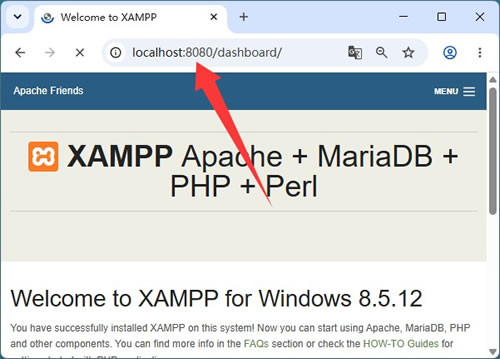 Welcome to XAMPP
localhost:8080/dashboard/
Apache Friends
MENU
XAMPP Apache + MariaDB +
PHP + Perl
Welcome to XAMPP for Windows 8.5.12
You have successfully installed XAMPP on this system! Now you can start using Apache, MariaDB, PHP
and other components. You can find more info in the FAQs section or check the HOW-TO Guides for